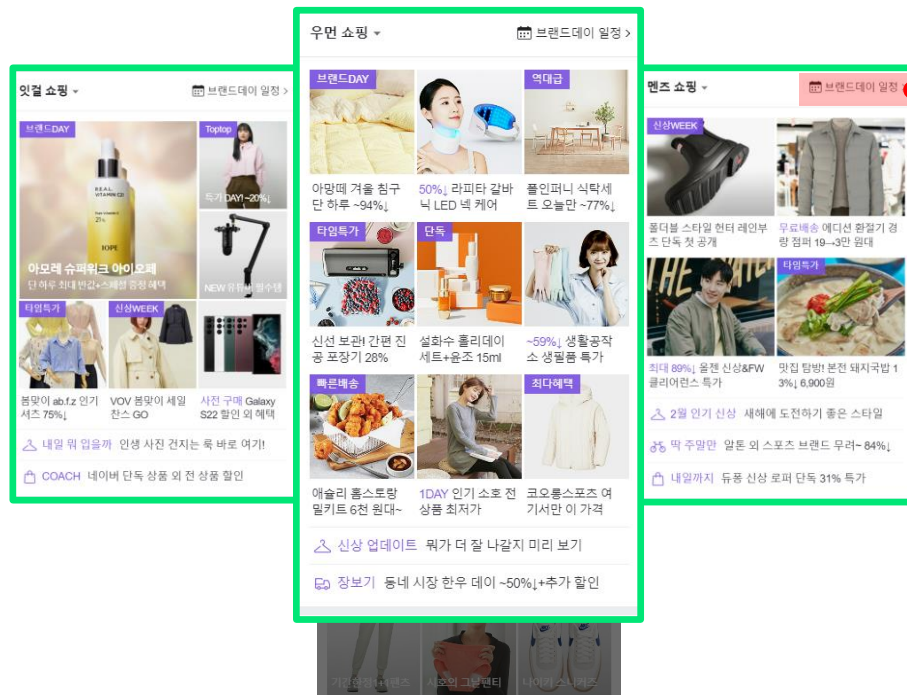 잇걸 쇼핑
브랜드데이 일정
브랜드DAY
REAL
VITAMIN C
21%
IOPE
아모레 슈퍼위크 아이오페
단 하루 최대 반값+스페셜 증정 혜택
Toptop
특가 DAY! ~20%↓
NEW 유튜버 필수템
타임특가
봄맞이 ab.f.z 인기
셔츠 75%↓
신상WEEK
VOV 봄맞이 세일
찬스 GO
사전 구매 Galaxy
S22 할인 외 혜택
내일 뭐 입을까 인생 사진 건지는 룩 바로 여기!
COACH 네이버 단독 상품 외 전 상품 할인
우먼 쇼핑
브랜드데이 일정
브랜드DAY
아망떼 겨울 침구
단 하루 ~94%↓
50%↓ 라피타 갈바
닉 LED 넥 케어
역대급
풀인퍼니 식탁세
트 오늘만 ~77%↓
타임특가
신선 보관! 간편 진
공 포장기 28%
단독
설화수 홀리데이
세트+윤조 15ml
~59%↓ 생활공작
소 생필품 특가
빠른배송
애슐리 홈스토랑
밀키트 6천 원대~
1DAY 인기 소호 전
상품 최저가
최다혜택
코오롱스포츠 여
기서만 이 가격
신상 업데이트 뭐가 더 잘 나갈지 미리 보기
장보기 동네 시장 한우 데이 ~50%↓+추가 할인
멘즈 쇼핑
브랜드데이 일정
신상WEEK
폴더블 스타일 헌터 레인부
츠 단독 첫 공개
무료배송 에디션 환절기 경
량 점퍼 19→3만 원대
최대 89%↓ 올젠 신상&FW
클리어런스 특가
타임특가
맛집 탐방! 본전 돼지국밥 1
3%↓ 6,900원
2월 인기 신상 새해에 도전하기 좋은 스타일
딱 주말만 알톤 외 스포츠 브랜드 무려~ 84%↓
내일까지 듀퐁 신상 로퍼 단독 31% 특가